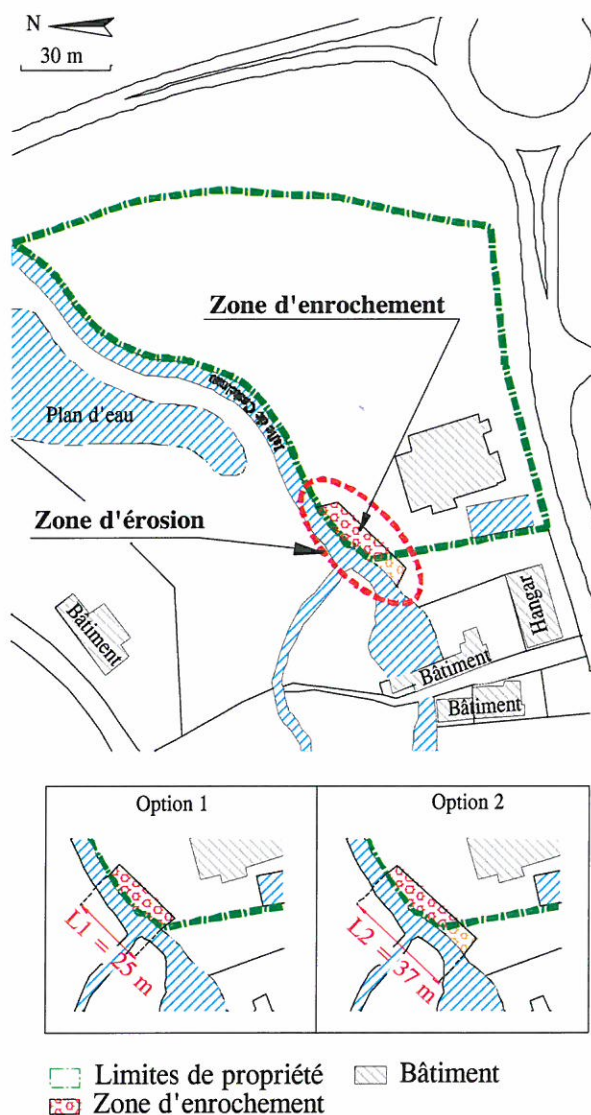 N
30 m
Zone d'enrochement
Plan d'eau
Zone d'érosion
Bâtiment
Hangar
Bâtiment
Bâtiment
Option 1
Option 2
L1 = 25 m
L2 = 37 m
Limites de propriété
Bâtiment
Zone d'enrochement